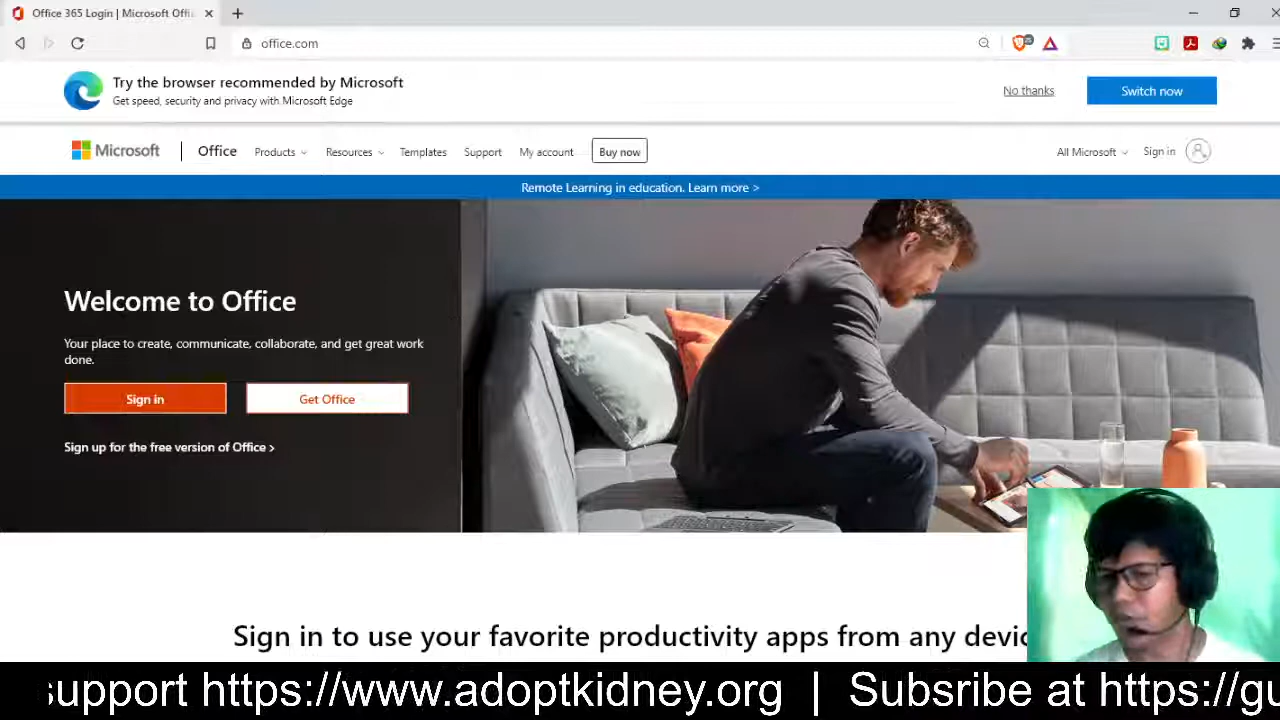 Office 365 Login | Microsoft Offi
office.com
25
Try the browser recommended by Microsoft
Get speed, security and privacy with Microsoft Edge
No thanks
Switch now
Microsoft
Office
Products
Resources
Templates
Support
My account
Buy now
All Microsoft
Sign in
Remote Learning in education. Learn more >
Welcome to Office
Your place to create, communicate, collaborate, and get great work
done.
Sign in
Get Office
Sign up for the free version of Office >
Sign in to use your favorite productivity apps from any devic
support https://www.adoptkidney.org | Subsribe at https://gu